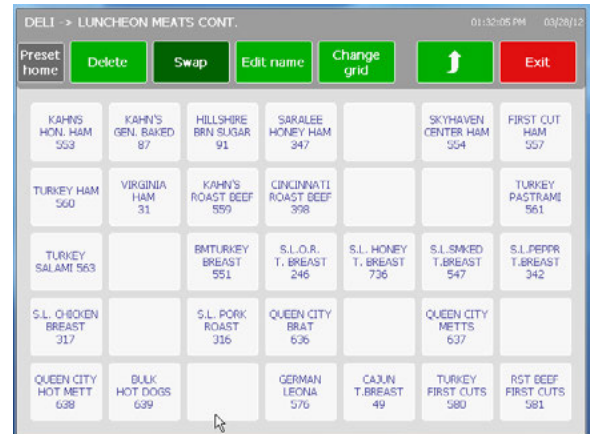 DELI -> LUNCHEON MEATS CONT. 01:32:05 PM 03/28/12
Preset home
Delete
Swap
Edit name
Change grid
Exit
KAHNS
HON. HAM
553
KAHN'S
GEN. BAKED
87
HILLSHIRE
BRN SUGAR
91
SARALEE
HONEY HAM
347
SKYHAVEN
CENTER HAM
554
FIRST CUT
HAM
557
TURKEY HAM
560
VIRGINIA
HAM
31
KAHN'S
ROAST BEEF
559
CINCINNATI
ROAST BEEF
398
TURKEY
PASTRAMI
561
TURKEY
SALAMI 563
BMTURKEY
BREAST
551
S.L.O.R.
T. BREAST
246
S.L. HONEY
T. BREAST
736
S.L.SMKED
T.BREAST
547
S.L.PEPPR
T.BREAST
342
S.L. CHICKEN
BREAST
317
S.L. PORK
ROAST
316
QUEEN CITY
BRAT
636
QUEEN CITY
METTS
637
QUEEN CITY
HOT METT
638
BULK
HOT DOGS
639
GERMAN
LEONA
576
CAJUN
T.BREAST
49
TURKEY
FIRST CUTS
580
RST BEEF
FIRST CUTS
581